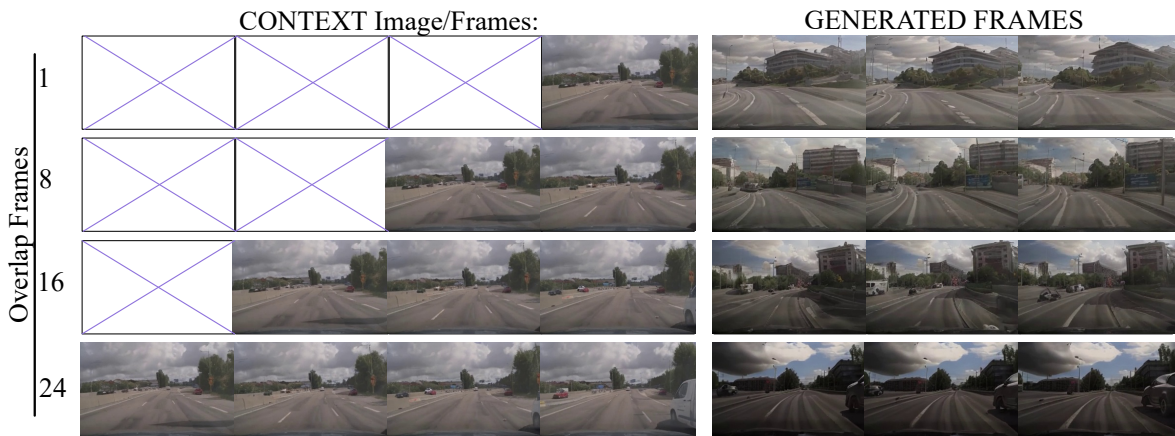 CONTEXT Image/Frames:
GENERATED FRAMES
Overlap Frames
1
8
16
24